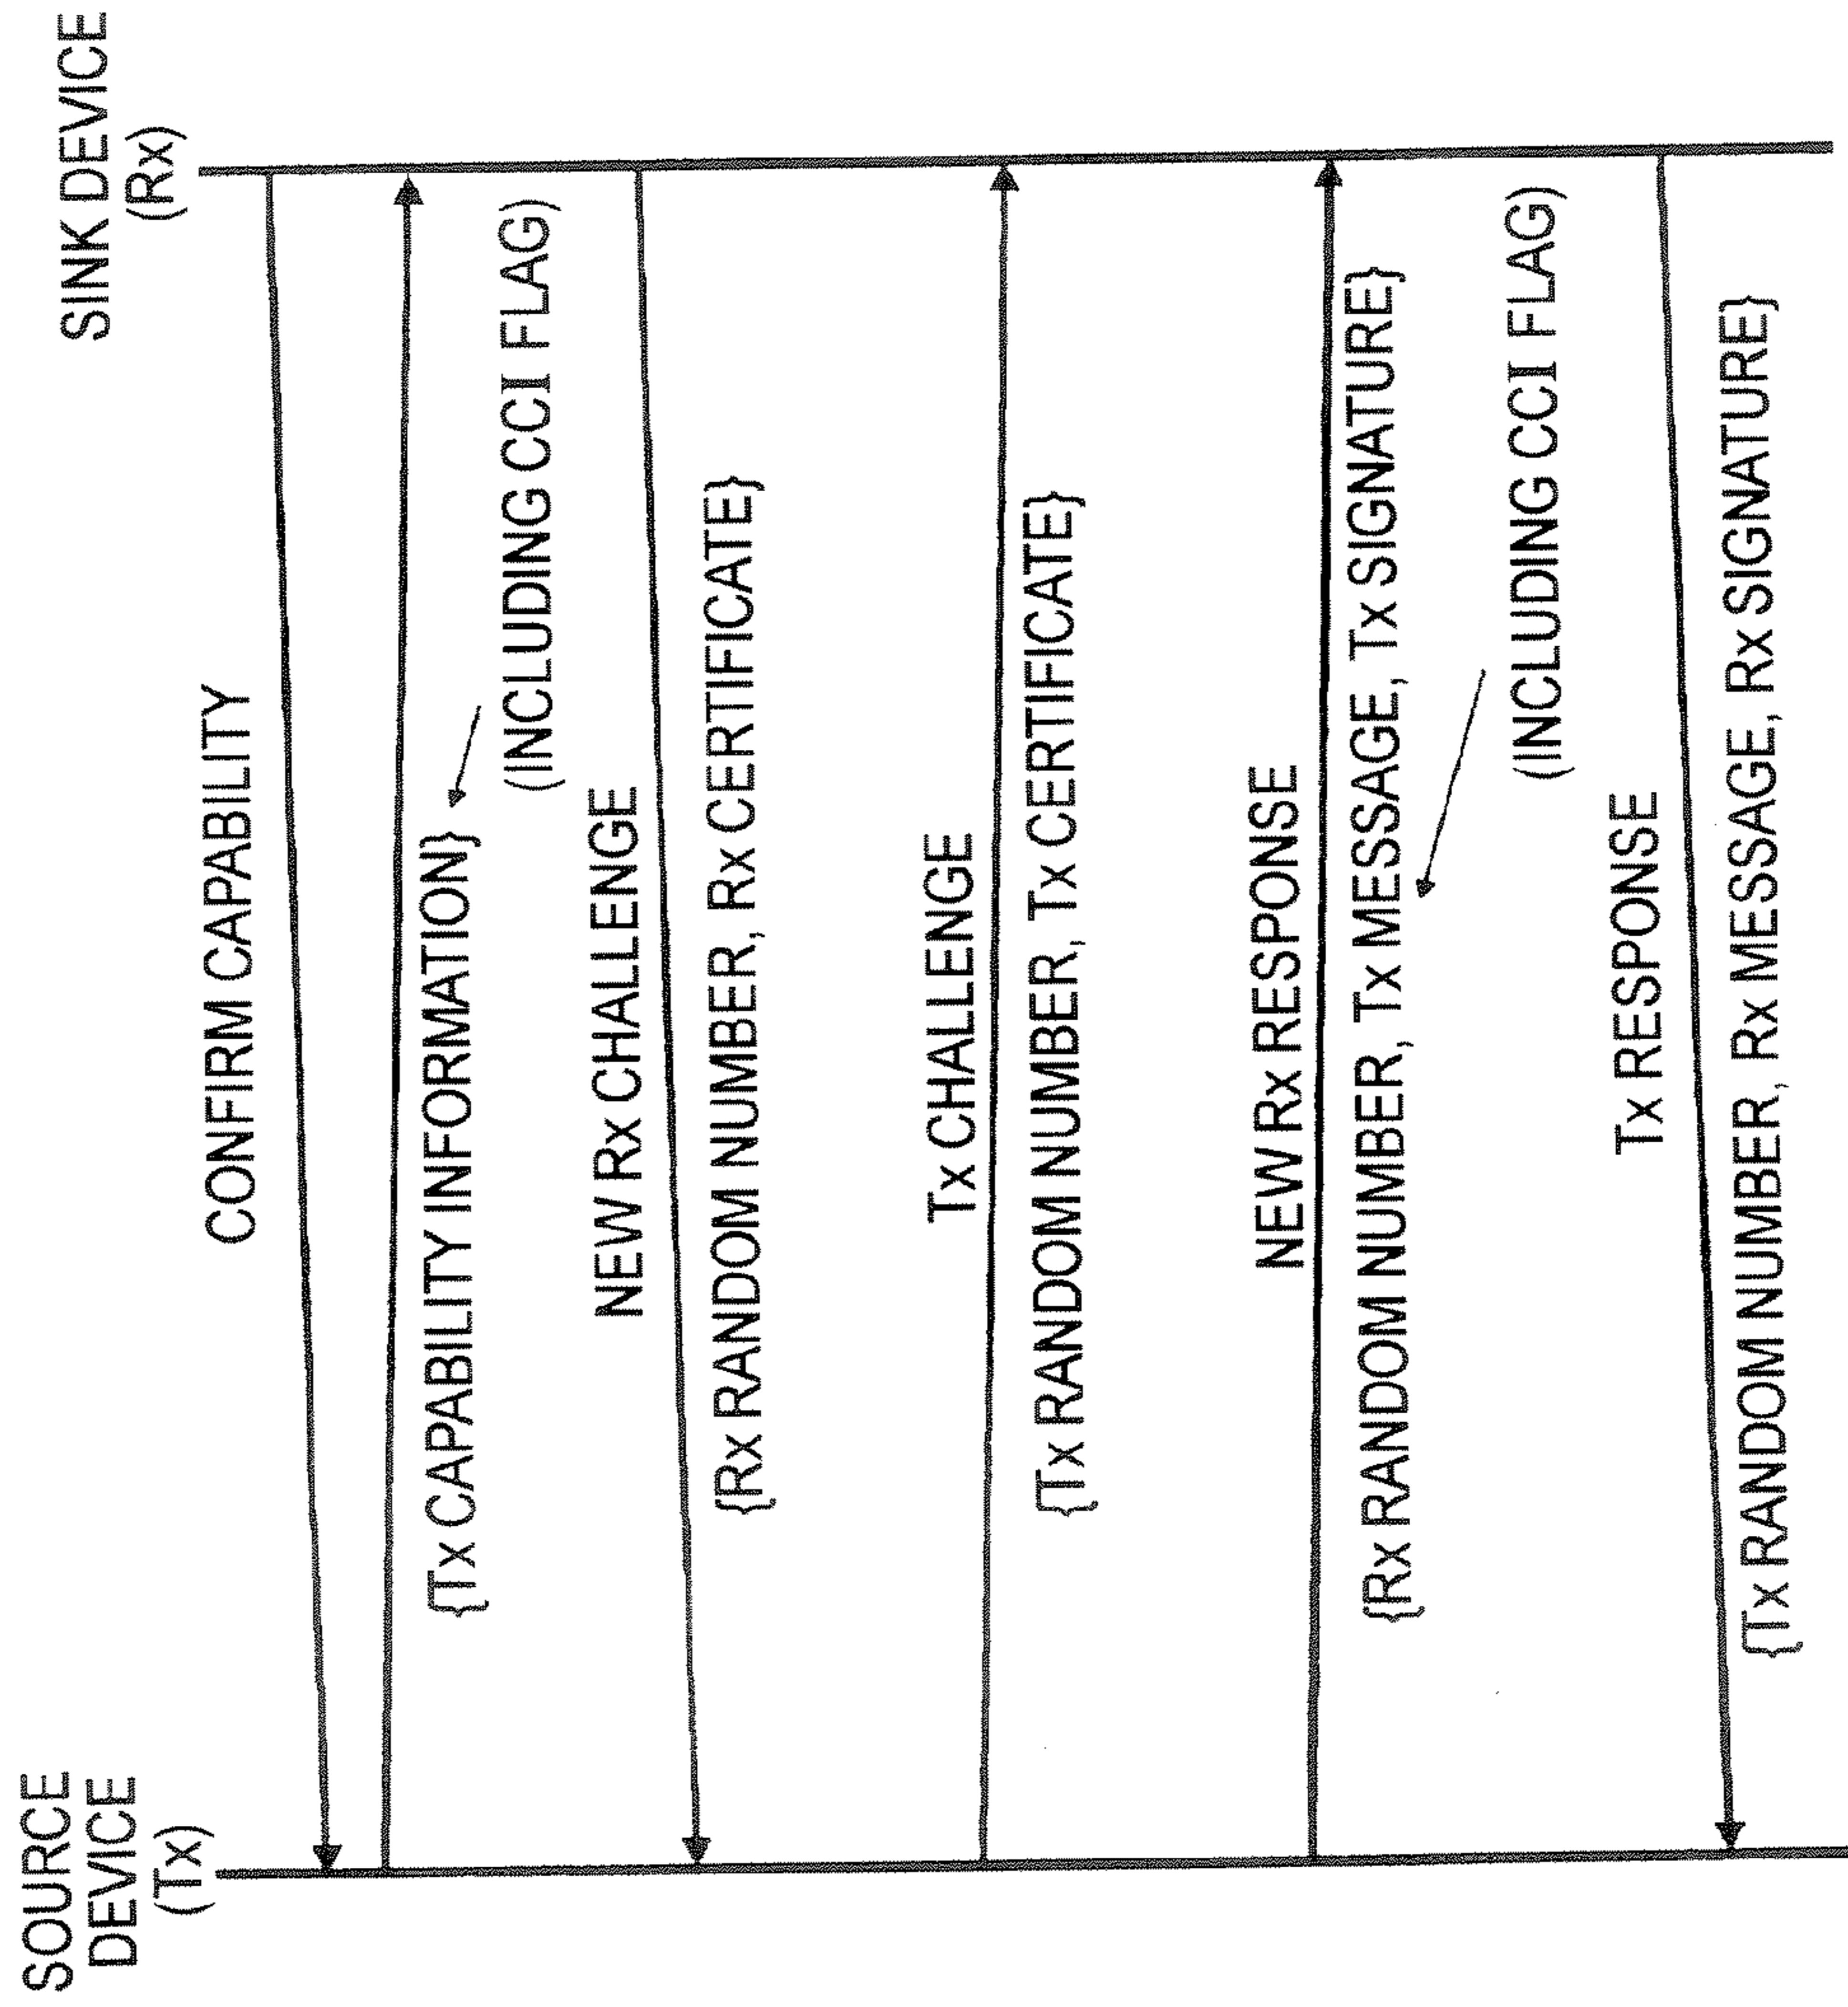 SOURCE
DEVICE
(Tx)
SINK DEVICE
(Rx)
CONFIRM CAPABILITY
{Tx CAPABILITY INFORMATION}
(INCLUDING CCI FLAG)
NEW Rx CHALLENGE
{Rx RANDOM NUMBER, Rx CERTIFICATE}
Tx CHALLENGE
{Tx RANDOM NUMBER, Tx CERTIFICATE}
NEW Rx RESPONSE
{Rx RANDOM NUMBER, Tx MESSAGE, Tx SIGNATURE}
(INCLUDING CCI FLAG)
Tx RESPONSE
{Tx RANDOM NUMBER, Rx MESSAGE, Rx SIGNATURE}